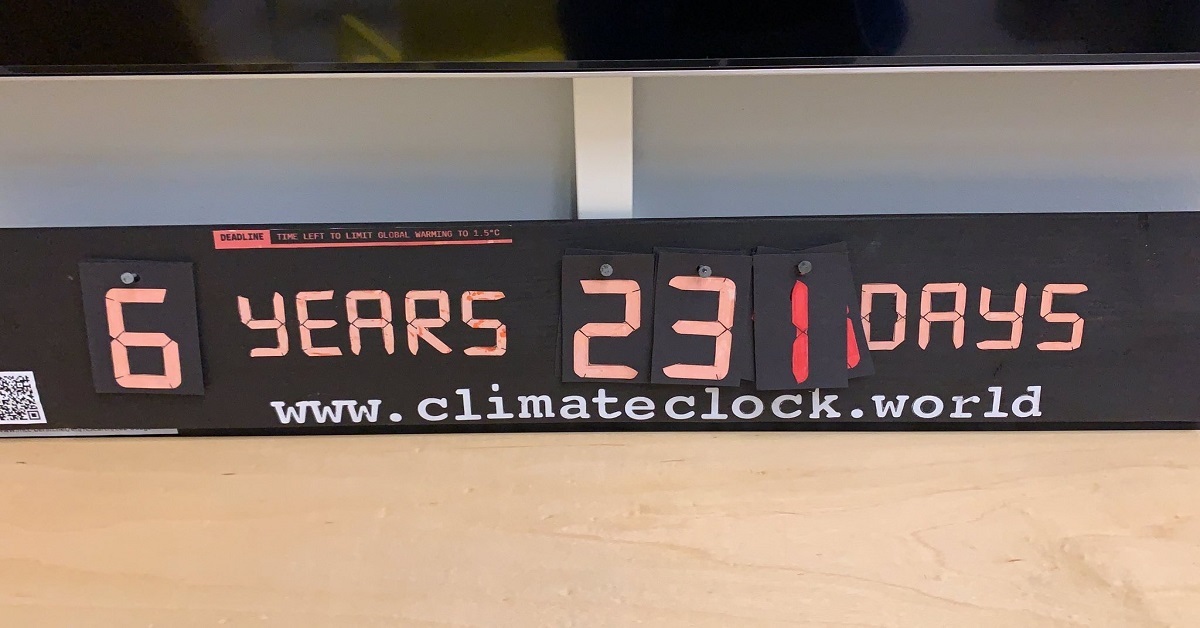 DEADLINE TIME LEFT TO LIMIT GLOBAL WARMING TO 1.5°C
6 YEARS 231 DAYS
www.climateclock.world